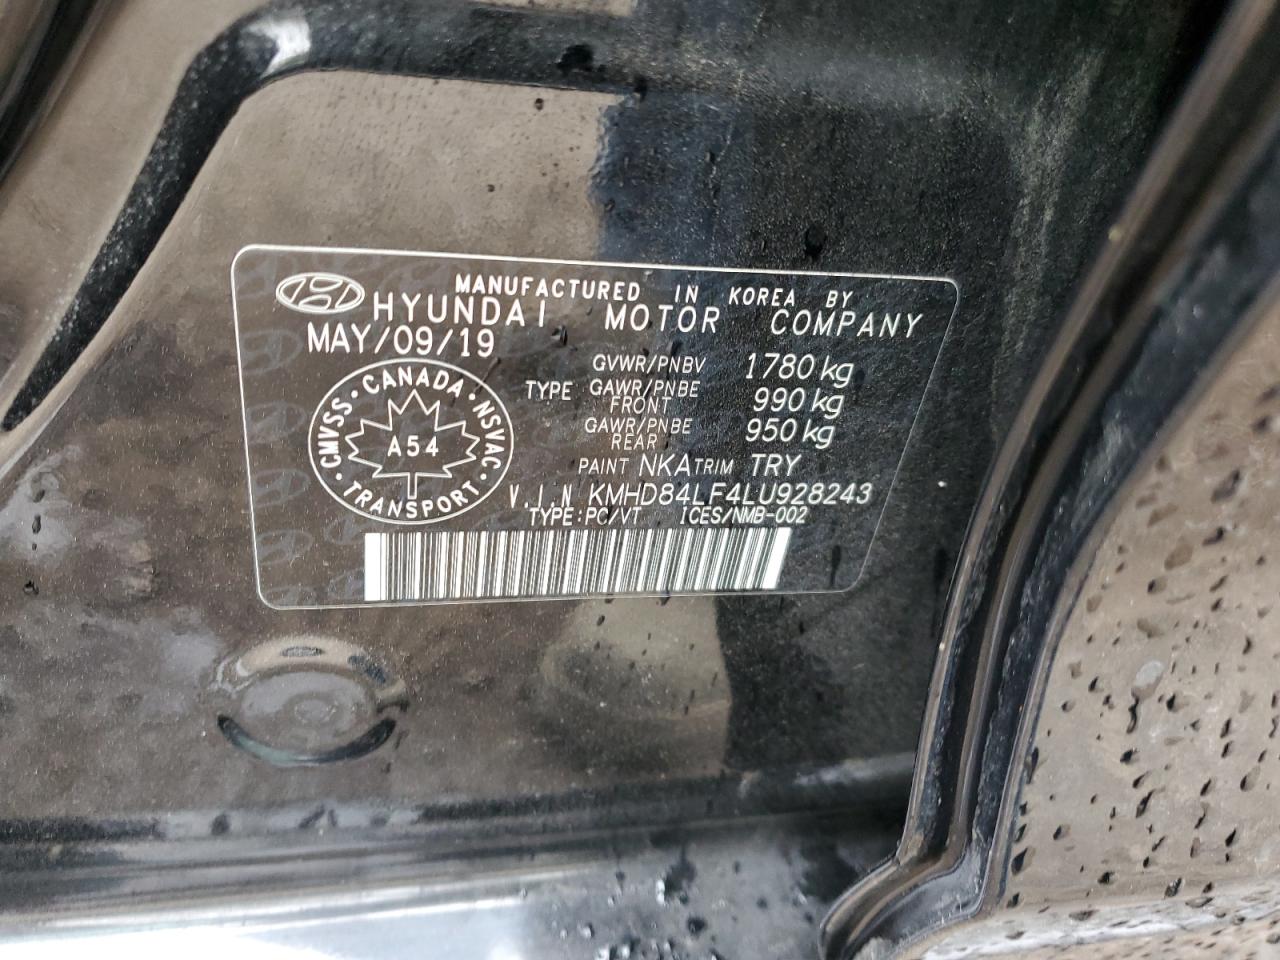 MANUFACTURED IN KOREA BY
HYUNDAI MOTOR COMPANY
MAY/09/19
GVWR/PNBV 1780 kg
TYPE GAWR/PNBE FRONT 990 kg
GAWR/PNBE REAR 950 kg
PAINT NKA TRIM TRY
V.I.N KMHD84LF4LU928243
TYPE:PC/VT ICES/NMB-002
CMVSS · CANADA · NSVAC
A54
TRANSPORT